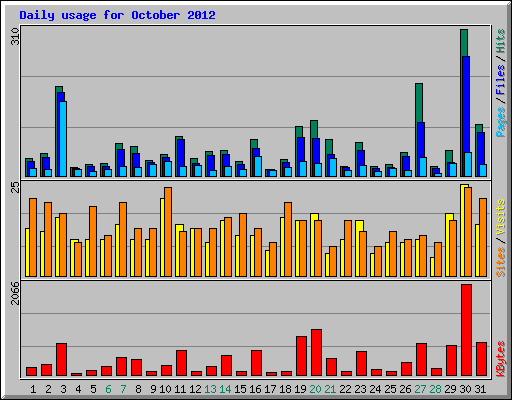 Daily usage for October 2012
310
Pages / Files / Hits
25
Sites / Visits
2066
KBytes
1 2 3 4 5 6 7 8 9 10 11 12 13 14 15 16 17 18 19 20 21 22 23 24 25 26 27 28 29 30 31